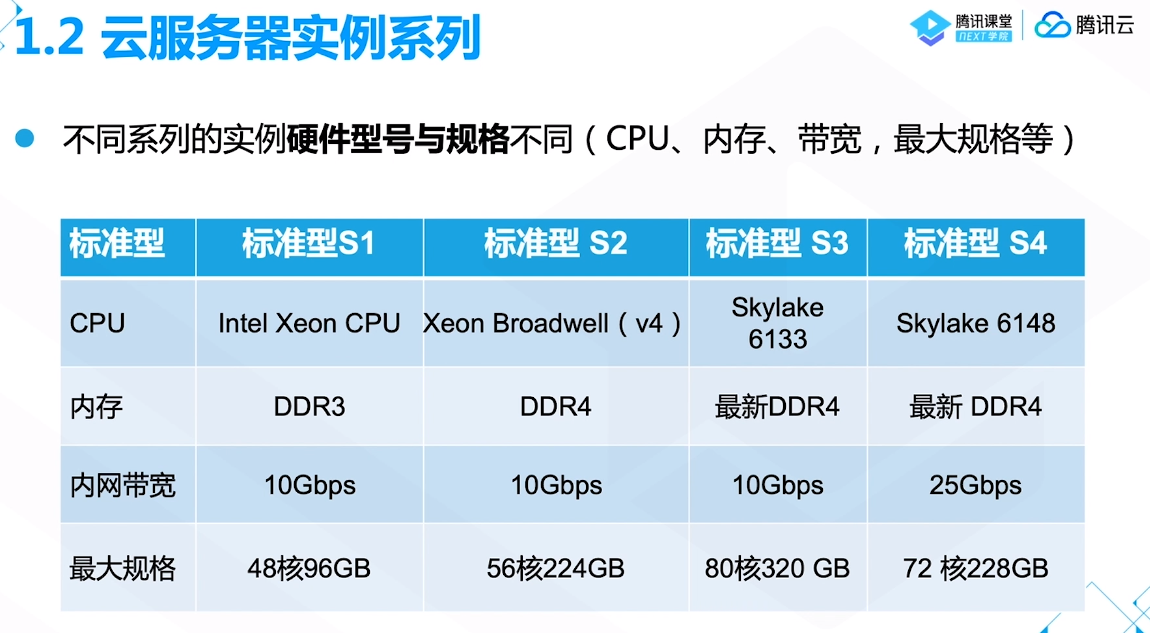 1.2 云服务器实例系列
腾讯课堂
NEXT学院
腾讯云
不同系列的实例硬件型号与规格不同（CPU、内存、带宽，最大规格等）
标准型 标准型S1 标准型 S2 标准型 S3 标准型 S4
CPU Intel Xeon CPU Xeon Broadwell（v4） Skylake 6133 Skylake 6148
内存 DDR3 DDR4 最新DDR4 最新 DDR4
内网带宽 10Gbps 10Gbps 10Gbps 25Gbps
最大规格 48核96GB 56核224GB 80核320 GB 72 核228GB